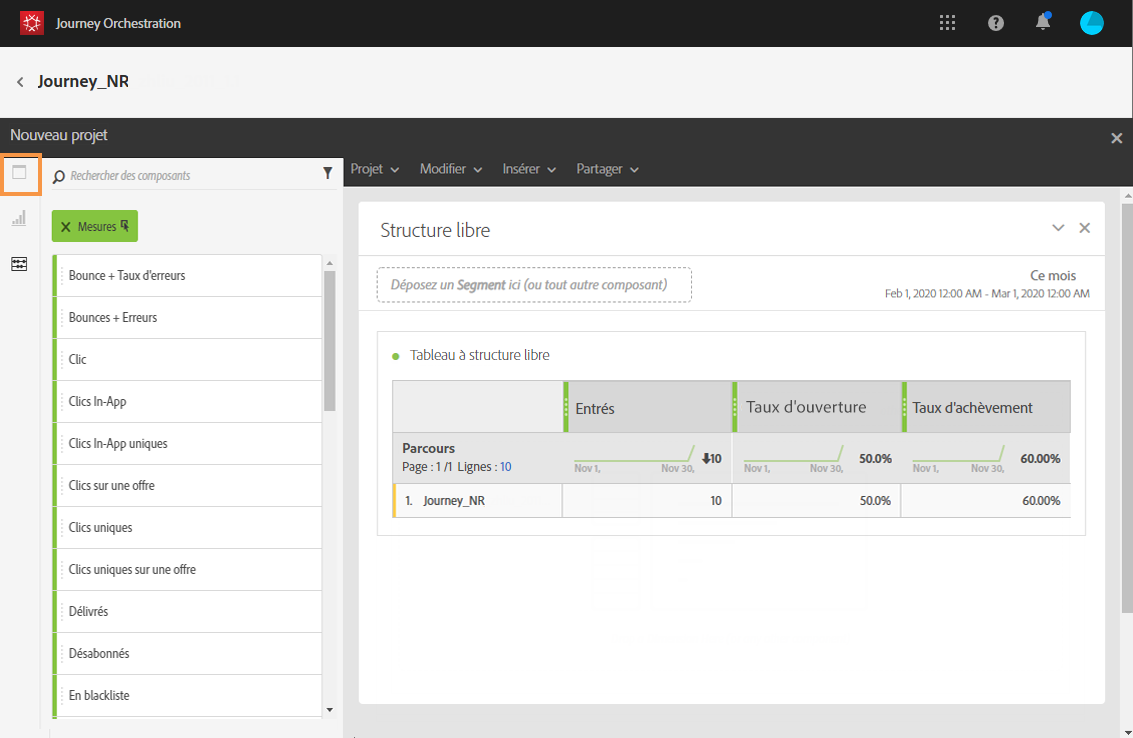 Journey Orchestration
Journey_NR
Nouveau projet
Rechercher des composants
Projet Modifier Insérer Partager
Mesures
Bounce + Taux d'erreurs
Bounces + Erreurs
Clic
Clics In-App
Clics In-App uniques
Clics sur une offre
Clics uniques
Clics uniques sur une offre
Délivrés
Désabonnés
En blackliste
Structure libre
Déposez un Segment ici (ou tout autre composant)
Ce mois
Feb 1, 2020 12:00 AM - Mar 1, 2020 12:00 AM
Tableau à structure libre
Entrés Taux d'ouverture Taux d'achèvement
Parcours
Page : 1 /1 Lignes : 10
Nov 1, Nov 30, 10 Nov 1, Nov 30, 50.0% Nov 1, Nov 30, 60.00%
1. Journey_NR 10 50.0% 60.00%